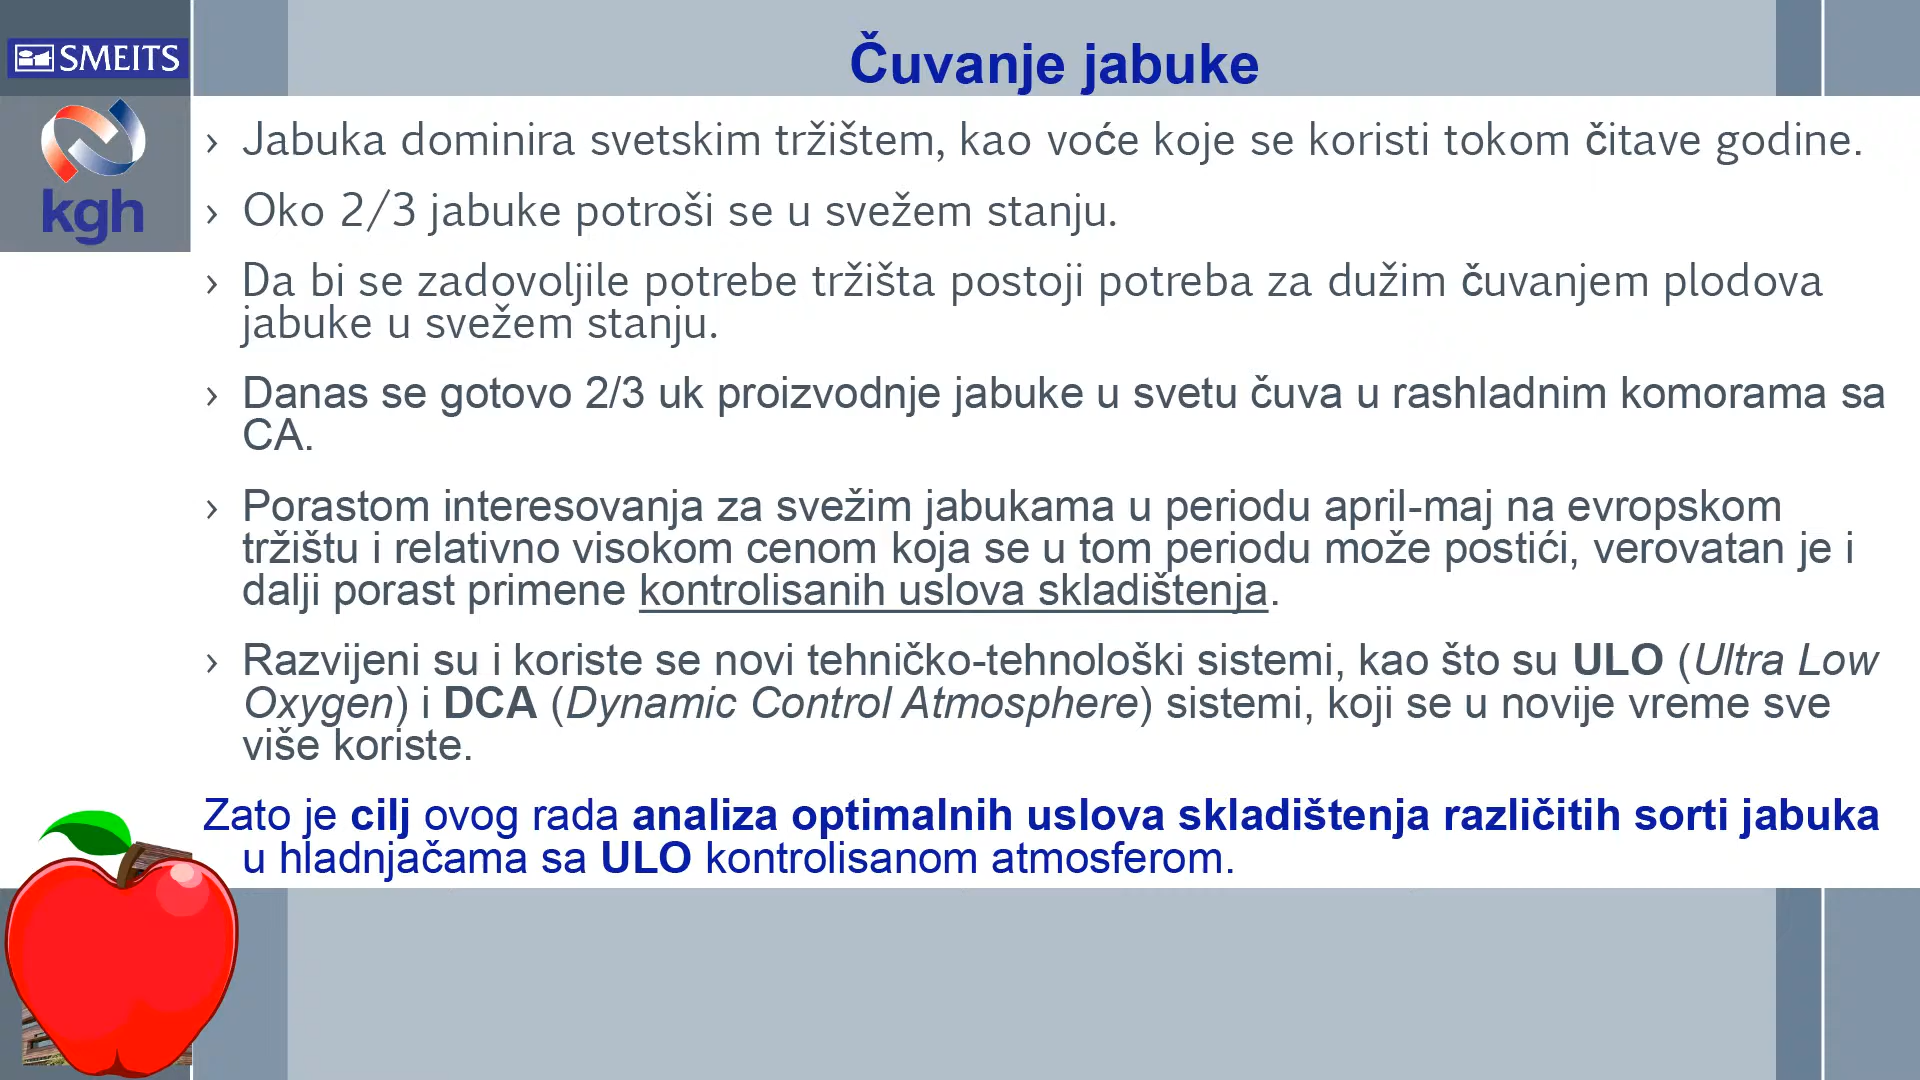 SMEITS
kgh
Čuvanje jabuke
› Jabuka dominira svetskim tržištem, kao voće koje se koristi tokom čitave godine.
› Oko 2/3 jabuke potroši se u svežem stanju.
› Da bi se zadovoljile potrebe tržišta postoji potreba za dužim čuvanjem plodova
jabuke u svežem stanju.
› Danas se gotovo 2/3 uk proizvodnje jabuke u svetu čuva u rashladnim komorama sa
CA.
› Porastom interesovanja za svežim jabukama u periodu april-maj na evropskom
tržištu i relativno visokom cenom koja se u tom periodu može postići, verovatan je i
dalji porast primene kontrolisanih uslova skladištenja.
› Razvijeni su i koriste se novi tehničko-tehnološki sistemi, kao što su ULO (Ultra Low
Oxygen) i DCA (Dynamic Control Atmosphere) sistemi, koji se u novije vreme sve
više koriste.
Zato je cilj ovog rada analiza optimalnih uslova skladištenja različitih sorti jabuka
u hladnjačama sa ULO kontrolisanom atmosferom.